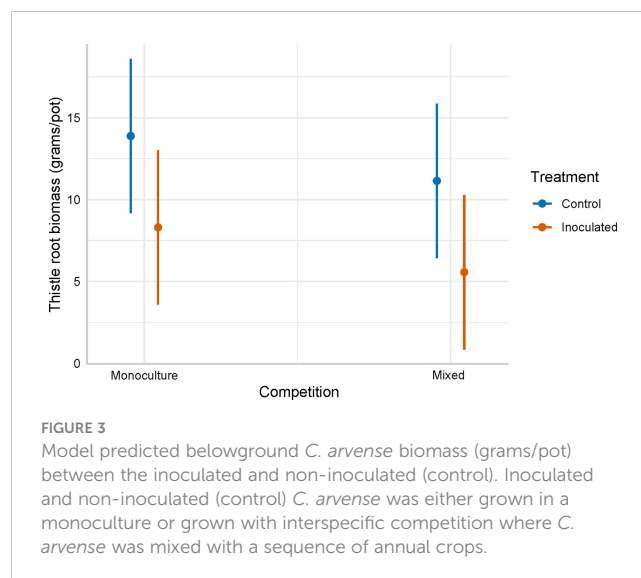 Thistle root biomass (grams/pot)
15
10
5
0
Monoculture
Mixed
Competition
Treatment
Control
Inoculated
FIGURE 3
Model predicted belowground C. arvense biomass (grams/pot)
between the inoculated and non-inoculated (control). Inoculated
and non-inoculated (control) C. arvense was either grown in a
monoculture or grown with interspecific competition where C.
arvense was mixed with a sequence of annual crops.